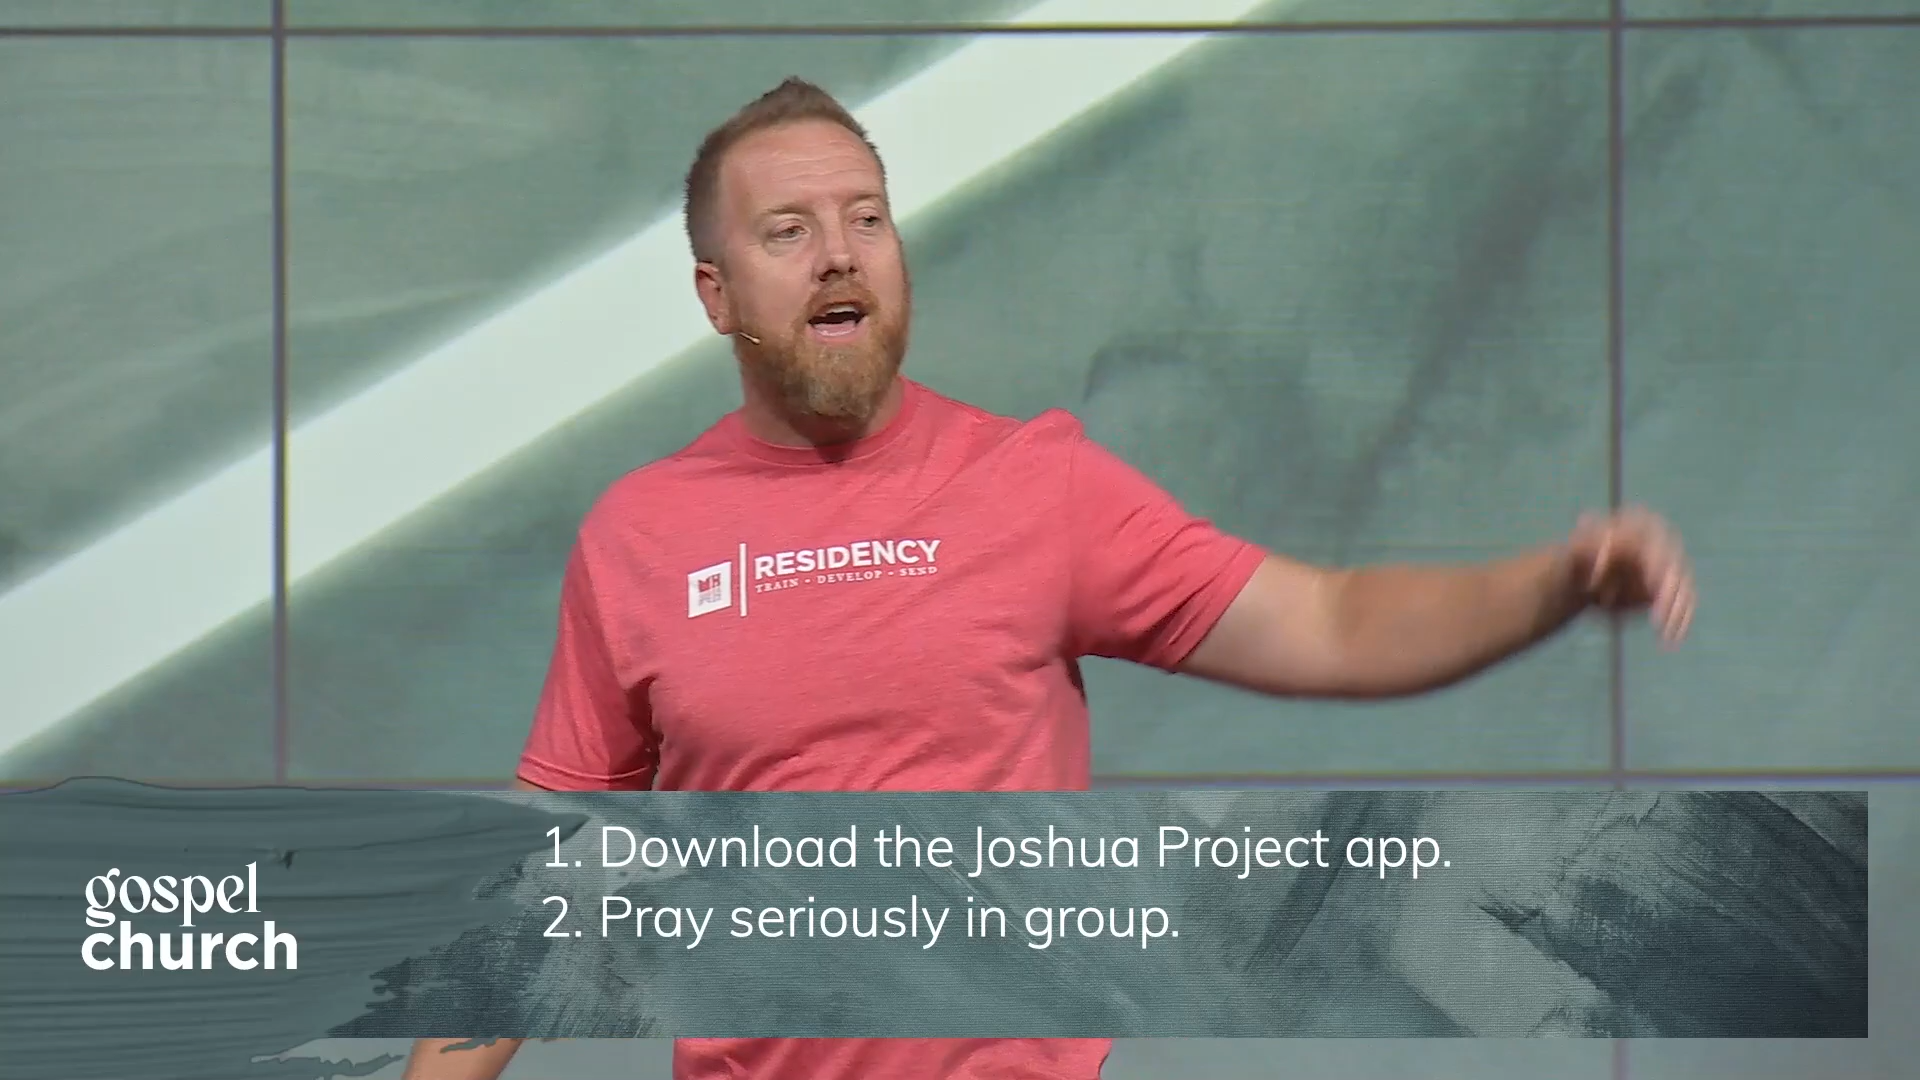 RESIDENCY
TRAIN • DEVELOP • SEND
1. Download the Joshua Project app.
2. Pray seriously in group.
gospel
church